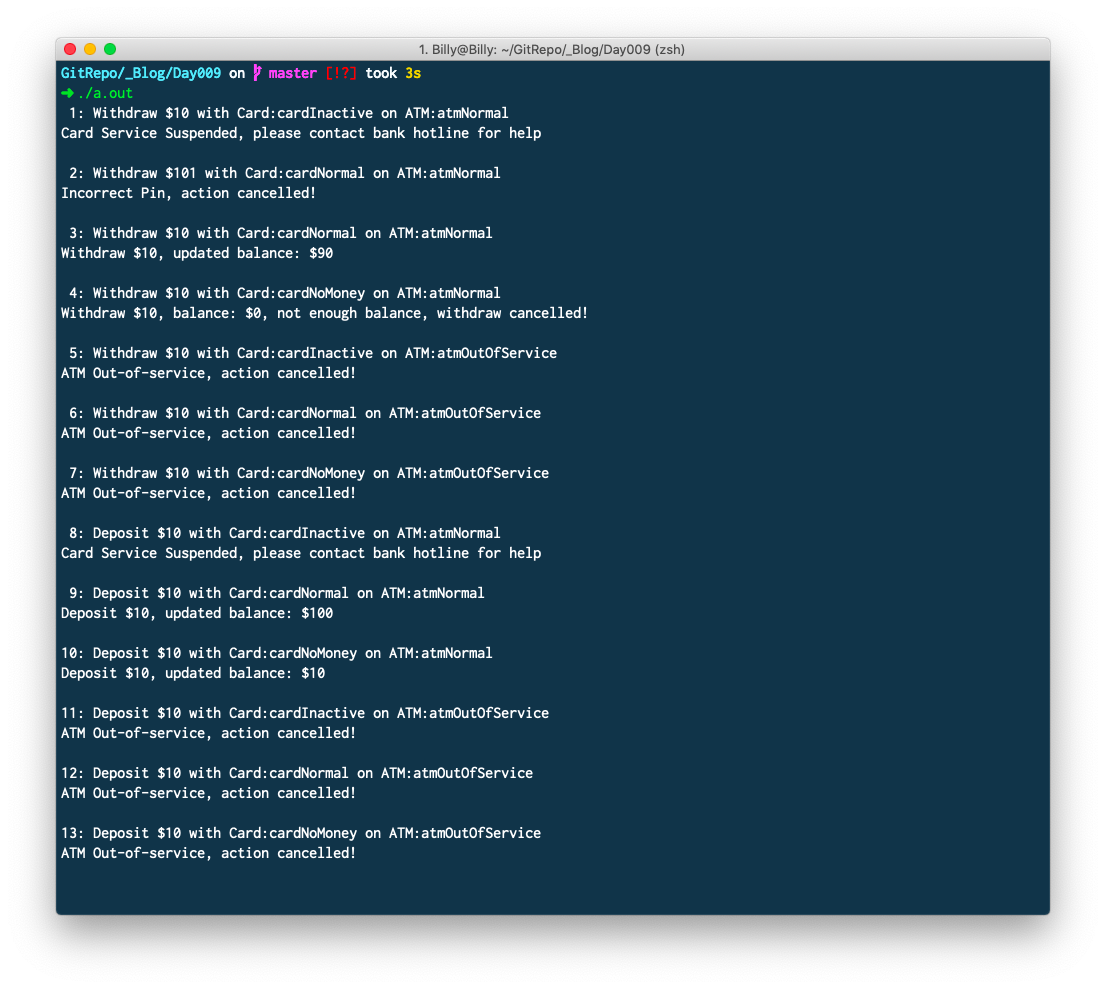 1. Billy@Billy: ~/GitRepo/_Blog/Day009 (zsh)
GitRepo/_Blog/Day009 on master [!?] took 3s
➜ ./a.out
1: Withdraw $10 with Card:cardInactive on ATM:atmNormal
Card Service Suspended, please contact bank hotline for help
2: Withdraw $101 with Card:cardNormal on ATM:atmNormal
Incorrect Pin, action cancelled!
3: Withdraw $10 with Card:cardNormal on ATM:atmNormal
Withdraw $10, updated balance: $90
4: Withdraw $10 with Card:cardNoMoney on ATM:atmNormal
Withdraw $10, balance: $0, not enough balance, withdraw cancelled!
5: Withdraw $10 with Card:cardInactive on ATM:atmOutOfService
ATM Out-of-service, action cancelled!
6: Withdraw $10 with Card:cardNormal on ATM:atmOutOfService
ATM Out-of-service, action cancelled!
7: Withdraw $10 with Card:cardNoMoney on ATM:atmOutOfService
ATM Out-of-service, action cancelled!
8: Deposit $10 with Card:cardInactive on ATM:atmNormal
Card Service Suspended, please contact bank hotline for help
9: Deposit $10 with Card:cardNormal on ATM:atmNormal
Deposit $10, updated balance: $100
10: Deposit $10 with Card:cardNoMoney on ATM:atmNormal
Deposit $10, updated balance: $10
11: Deposit $10 with Card:cardInactive on ATM:atmOutOfService
ATM Out-of-service, action cancelled!
12: Deposit $10 with Card:cardNormal on ATM:atmOutOfService
ATM Out-of-service, action cancelled!
13: Deposit $10 with Card:cardNoMoney on ATM:atmOutOfService
ATM Out-of-service, action cancelled!